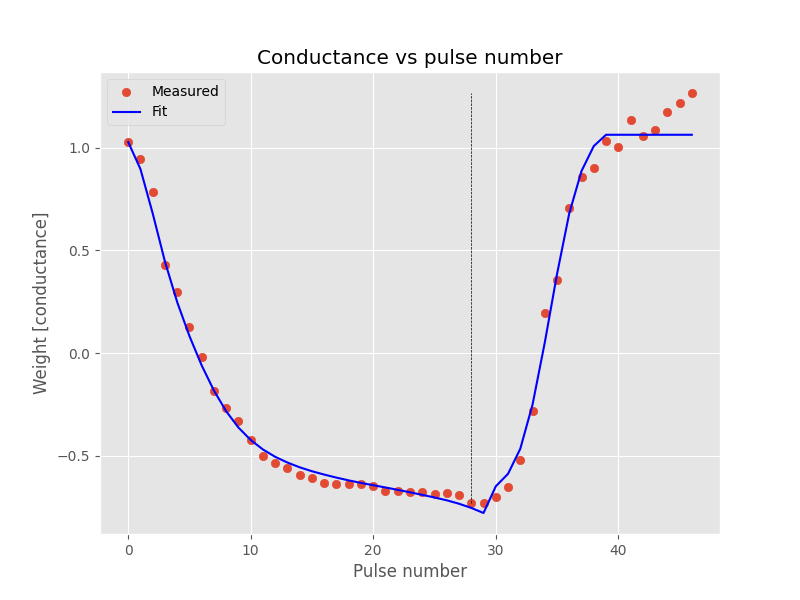 Conductance vs pulse number
Measured
Fit
1.0
0.5
0.0
−0.5
Weight [conductance]
0
10
20
30
40
Pulse number